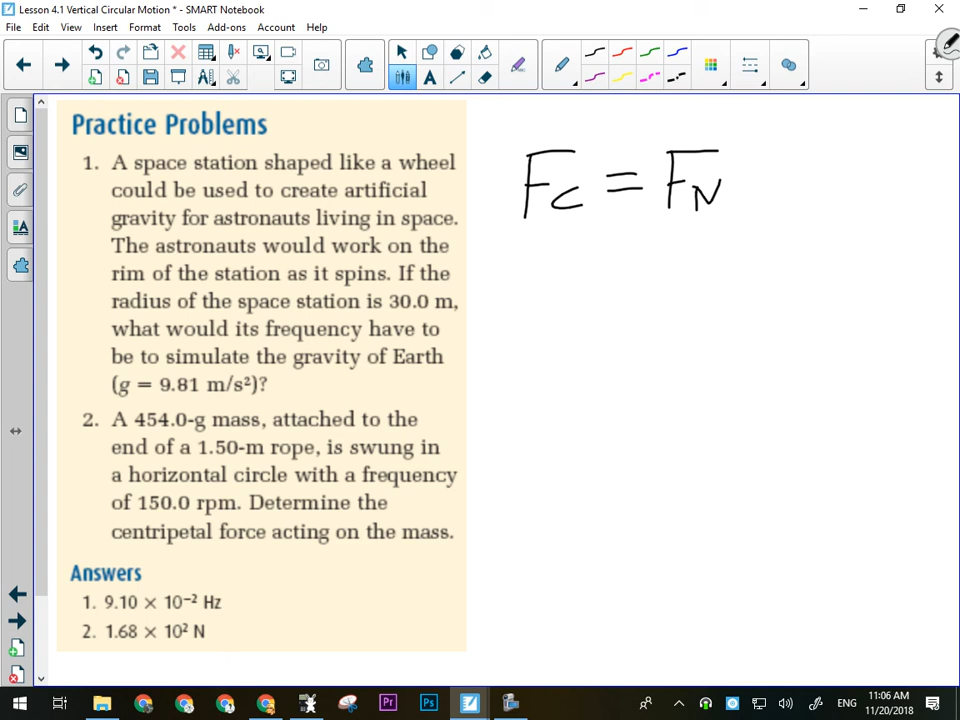 Lesson 4.1 Vertical Circular Motion * - SMART Notebook
File Edit View Insert Format Tools Add-ons Account Help
Practice Problems
1. A space station shaped like a wheel
could be used to create artificial
gravity for astronauts living in space.
The astronauts would work on the
rim of the station as it spins. If the
radius of the space station is 30.0 m,
what would its frequency have to
be to simulate the gravity of Earth
(g = 9.81 m/s²)?
2. A 454.0-g mass, attached to the
end of a 1.50-m rope, is swung in
a horizontal circle with a frequency
of 150.0 rpm. Determine the
centripetal force acting on the mass.
Answers
1. 9.10 × 10⁻² Hz
2. 1.68 × 10² N
Fc = FN
Pr Ps ENG
11:06 AM
11/20/2018